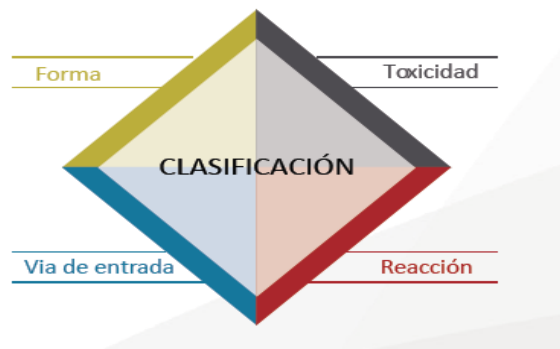 Forma
Toxicidad
CLASIFICACIÓN
Via de entrada
Reacción